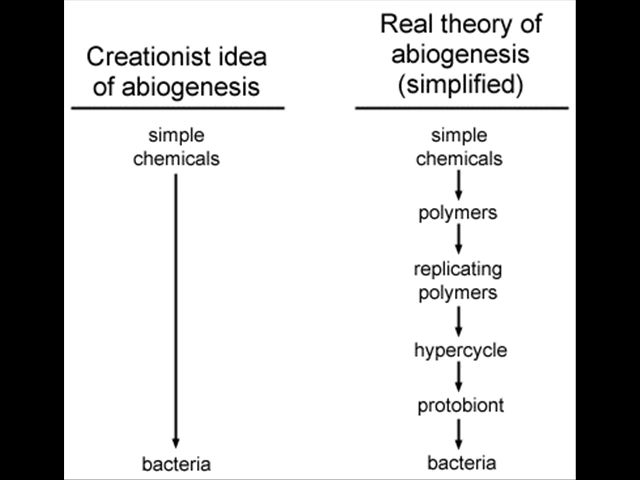 Creationist idea
of abiogenesis
simple
chemicals
bacteria
Real theory of
abiogenesis
(simplified)
simple
chemicals
polymers
replicating
polymers
hypercycle
protobiont
bacteria